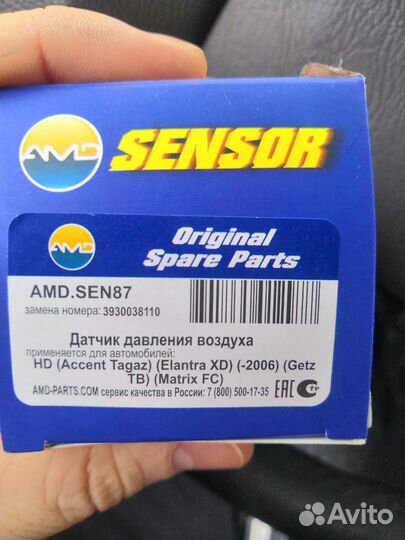 AMD
SENSOR
AMD
Original
Spare Parts
AMD.SEN87
замена номера: 3930038110
Датчик давления воздуха
применяется для автомобилей:
HD (Accent Tagaz) (Elantra XD) (-2006) (Getz
TB) (Matrix FC)
AMD-PARTS.COM сервис качества в России: 7 (800) 500-17-35
EAC
Avito